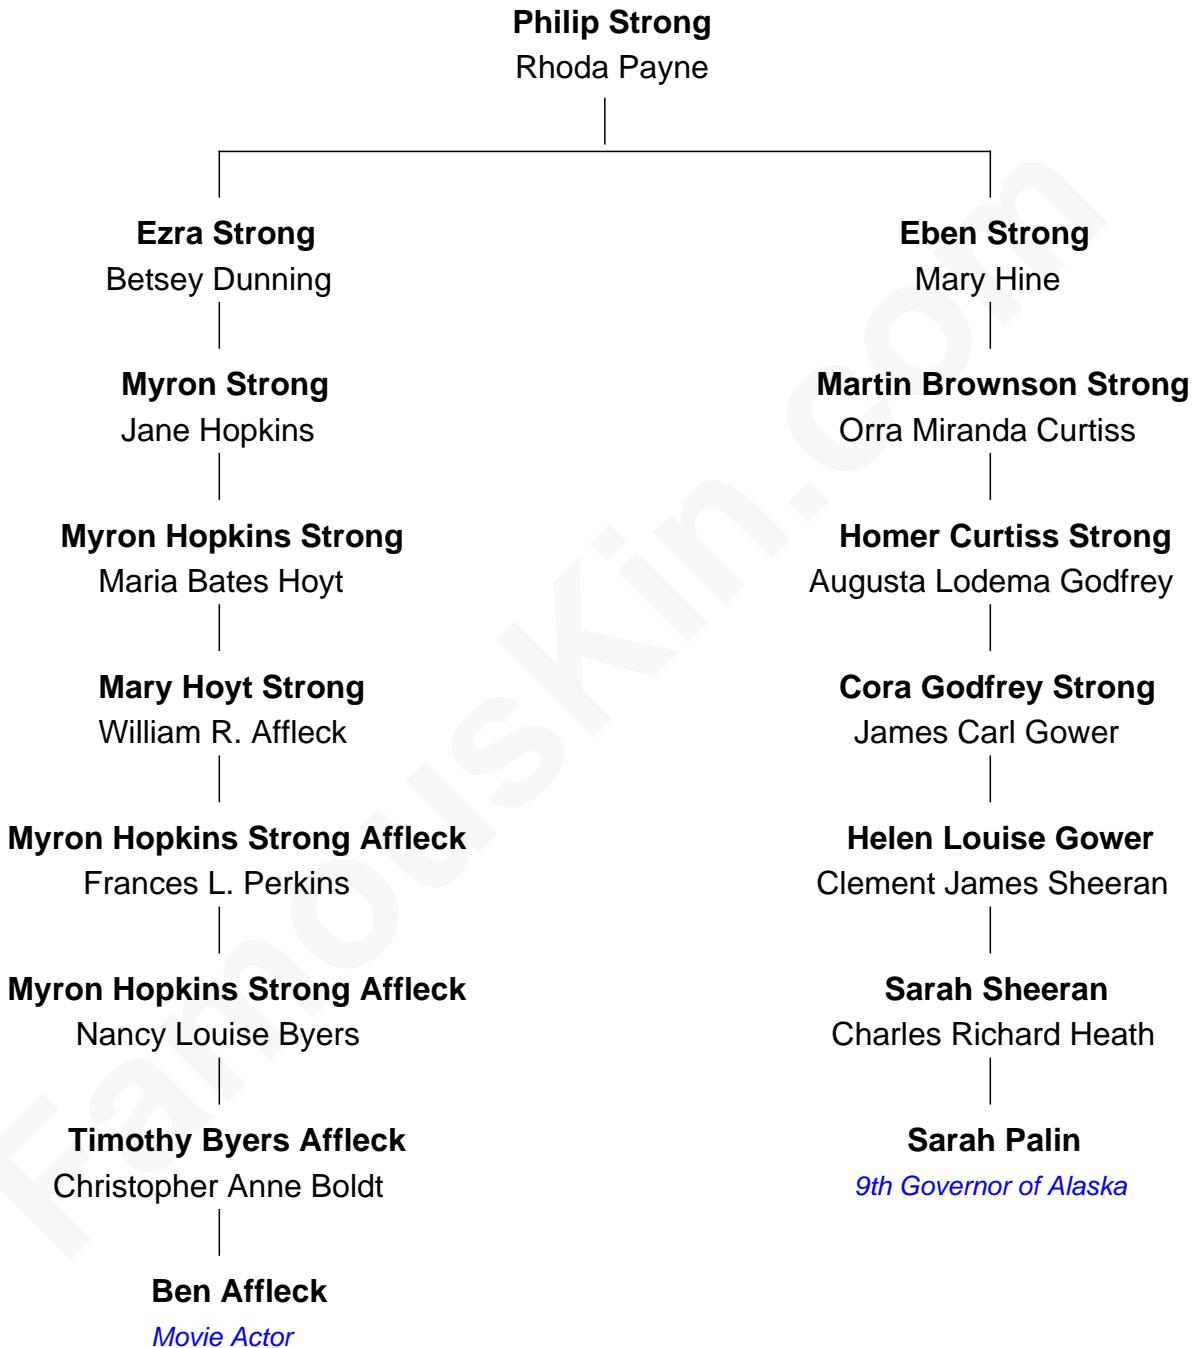 Philip Strong
Rhoda Payne
Ezra Strong
Betsey Dunning
Eben Strong
Mary Hine
Myron Strong
Jane Hopkins
Martin Brownson Strong
Orra Miranda Curtiss
Myron Hopkins Strong
Maria Bates Hoyt
Homer Curtiss Strong
Augusta Lodema Godfrey
Mary Hoyt Strong
William R. Affleck
Cora Godfrey Strong
James Carl Gower
Myron Hopkins Strong Affleck
Frances L. Perkins
Helen Louise Gower
Clement James Sheeran
Myron Hopkins Strong Affleck
Nancy Louise Byers
Sarah Sheeran
Charles Richard Heath
Timothy Byers Affleck
Christopher Anne Boldt
Sarah Palin
9th Governor of Alaska
Ben Affleck
Movie Actor
FamousKin.com